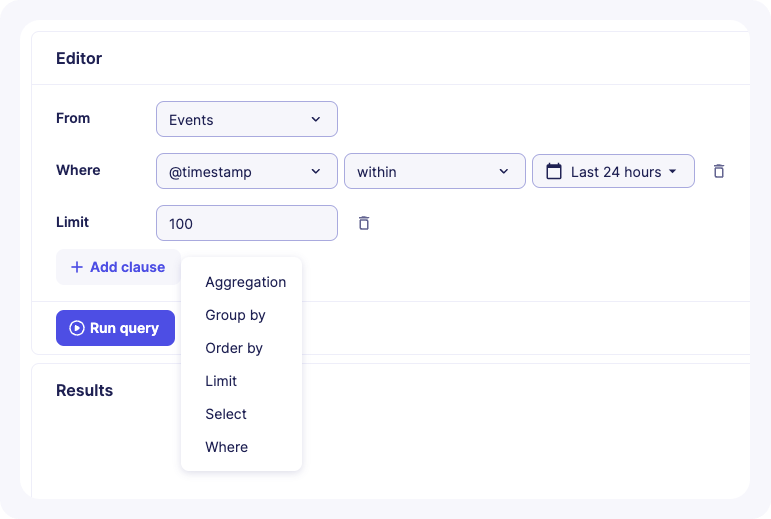 Editor
From Events
Where @timestamp within Last 24 hours
Limit 100
Add clause
Aggregation
Group by
Order by
Limit
Select
Where
Run query
Results